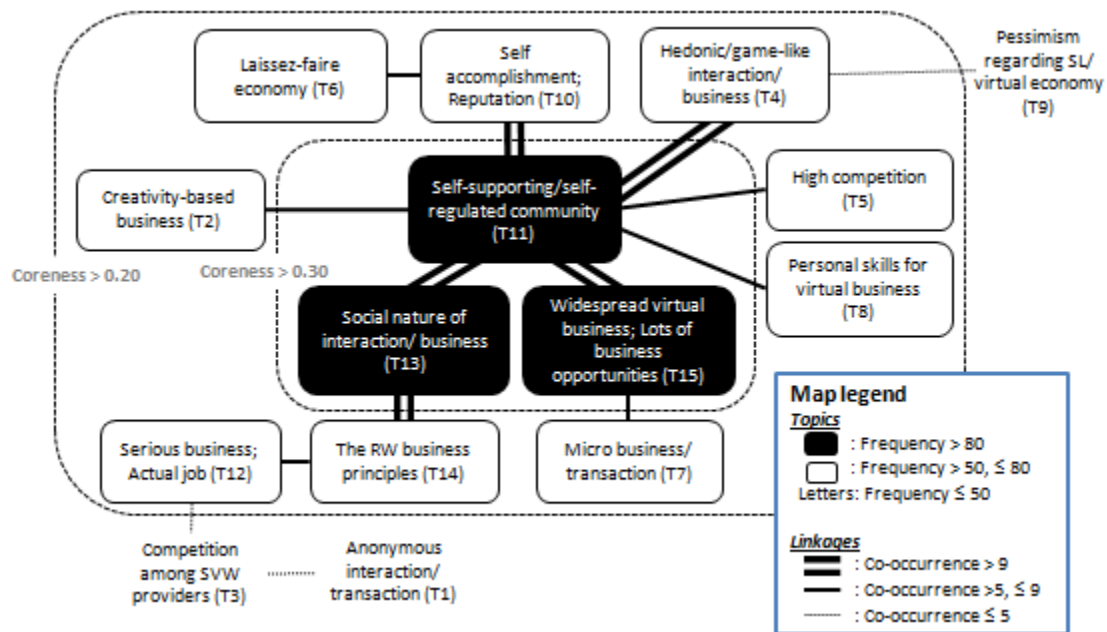 Laissez-faire
economy (T6)
Self
accomplishment;
Reputation (T10)
Hedonic/game-like
interaction/
business (T4)
Pessimism
regarding SL/
virtual economy
(T9)
Creativity-based
business (T2)
Self-supporting/self-
regulated community
(T11)
High competition
(T5)
Coreness > 0.20
Coreness > 0.30
Personal skills for
virtual business
(T8)
Social nature of
interaction/ business
(T13)
Widespread virtual
business; Lots of
business
opportunities (T15)
Serious business;
Actual job (T12)
The RW business
principles (T14)
Micro business/
transaction (T7)
Competition
among SVW
providers (T3)
Anonymous
interaction/
transaction (T1)
Map legend
Topics
: Frequency > 80
: Frequency > 50, ≤ 80
Letters: Frequency ≤ 50
Linkages
: Co-occurrence > 9
: Co-occurrence >5, ≤ 9
: Co-occurrence ≤ 5